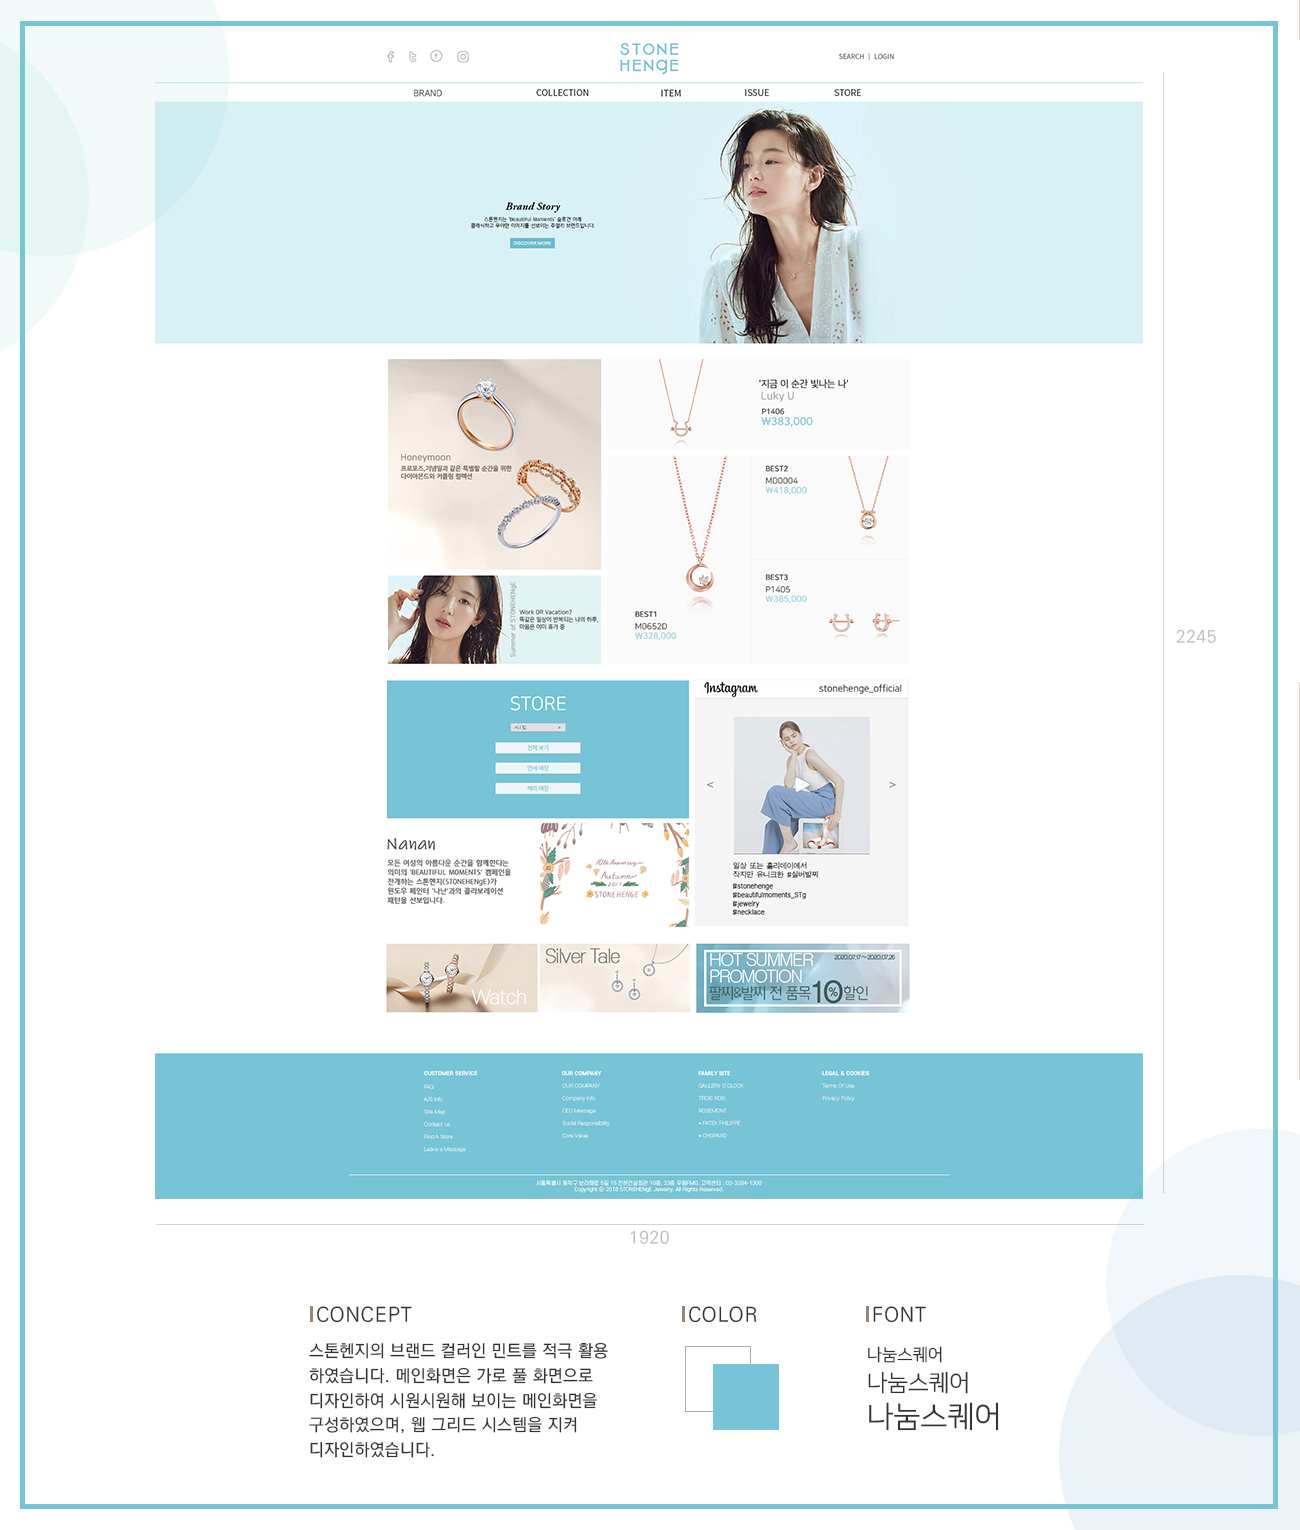 STONE
HENgE
SEARCH | LOGIN
BRAND
COLLECTION
ITEM
ISSUE
STORE
Brand Story
스톤헨지는 'Beautiful Moments' 슬로건 아래
클래식하고 우아한 이미지를 선보이는 주얼리 브랜드입니다.
DISCOVER MORE
Honeymoon
프로포즈,기념일과 같은 특별할 순간을 위한
다이아몬드와 커플링 컬렉션
'지금 이 순간 빛나는 나'
Luky U
P1406
₩383,000
BEST1
M0652D
₩328,000
BEST2
MD0004
₩418,000
BEST3
P1405
₩385,000
Summer of STONEHENgE
Work OR Vacation?
똑같은 일상이 반복되는 나의 하루,
마음은 이미 휴가 중
STORE
시/도
전체 보기
면세 매장
해외 매장
Instagram
stonehenge_official
<
>
일상 또는 홀리데이에서
작지만 유니크한 #실버발찌
#stonehenge
#beautifulmoments_STg
#jewelry
#necklace
Nanan
모든 여성의 아름다운 순간을 함께한다는
의미의 'BEAUTIFUL MOMENTS' 캠페인을
전개하는 스톤헨지(STONEHENgE)가
윈도우 페인터 '나난'과의 콜라보레이션
패턴을 선보입니다.
10th Anniversary
Autumn
2017
STONEHENGE
Watch
Silver Tale
HOT SUMMER
PROMOTION
2020.07.17~2020.07.26
팔찌&발찌 전 품목 10% 할인
CUSTOMER SERVICE
FAQ
A/S Info
Site Map
Contact us
Find A Store
Leave a Message
OUR COMPANY
OUR COMPANY
Company Info
CEO Message
Social Responsibility
Core Value
FAMILY SITE
GALLERY O'CLOCK
TROIS ROIS
ROSEMONT
+ PATEK PHILIPPE
+ CHOPARD
LEGAL & COOKIES
Terms Of Use
Privacy Policy
서울특별시 동작구 보라매로 5길 15 전문건설회관 10층, 23층 우림FMG. 고객센터 : 03-3284-1300
Copyright ⓒ 2018 STONEHENgE Jewelry. All Rights Reserved.
2245
1920
CONCEPT
스톤헨지의 브랜드 컬러인 민트를 적극 활용
하였습니다. 메인화면은 가로 풀 화면으로
디자인하여 시원시원해 보이는 메인화면을
구성하였으며, 웹 그리드 시스템을 지켜
디자인하였습니다.
COLOR
FONT
나눔스퀘어
나눔스퀘어
나눔스퀘어